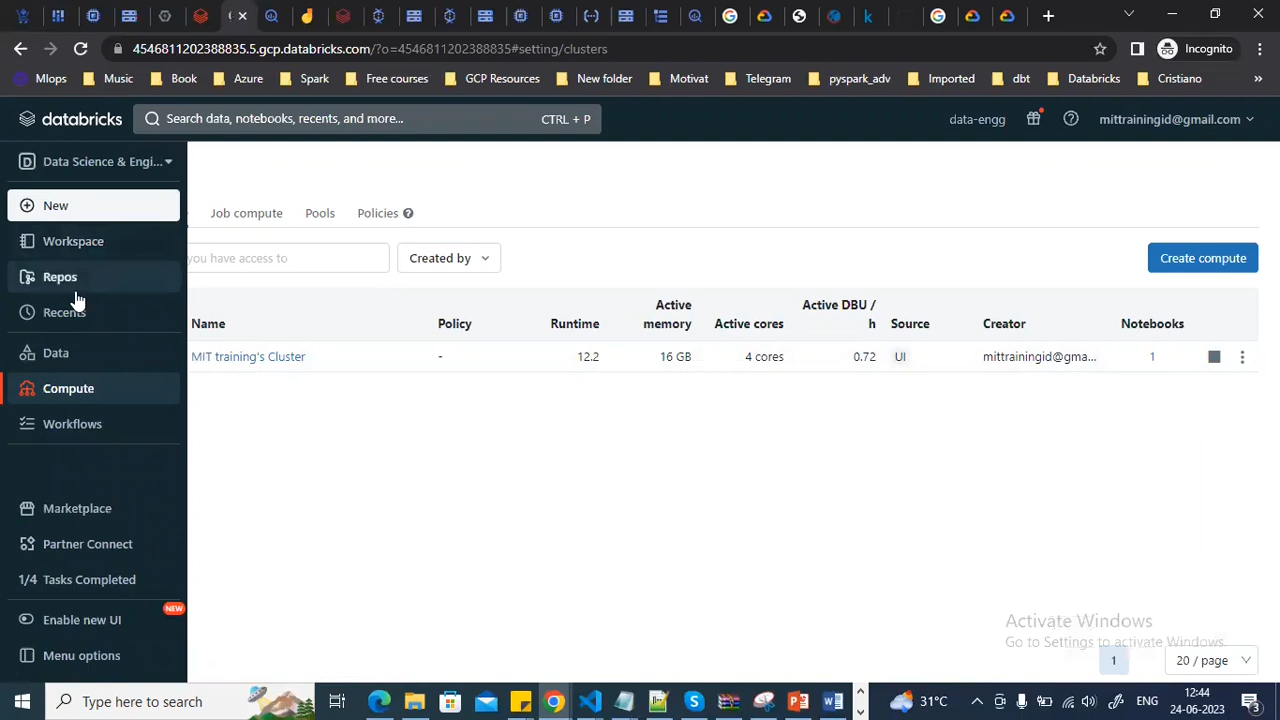 4546811202388835.5.gcp.databricks.com/?o=4546811202388835#setting/clusters
Incognito
Mlops
Music
Book
Azure
Spark
Free courses
GCP Resources
New folder
Motivat
Telegram
pyspark_adv
Imported
dbt
Databricks
Cristiano
databricks
Search data, notebooks, recents, and more...
CTRL + P
data-engg
mittrainingid@gmail.com
D
Data Science & Engi...
New
Workspace
Repos
Recents
Data
Compute
Workflows
Marketplace
Partner Connect
1/4 Tasks Completed
NEW
Enable new UI
Menu options
Job compute
Pools
Policies
you have access to
Created by
Create compute
Name
Policy
Runtime
Active memory
Active cores
Active DBU / h
Source
Creator
Notebooks
MIT training's Cluster
-
12.2
16 GB
4 cores
0.72
UI
mittrainingid@gma...
1
Activate Windows
Go to Settings to activate Windows.
1
20 / page
Type here to search
31°C
ENG
12:44
24-06-2023
3